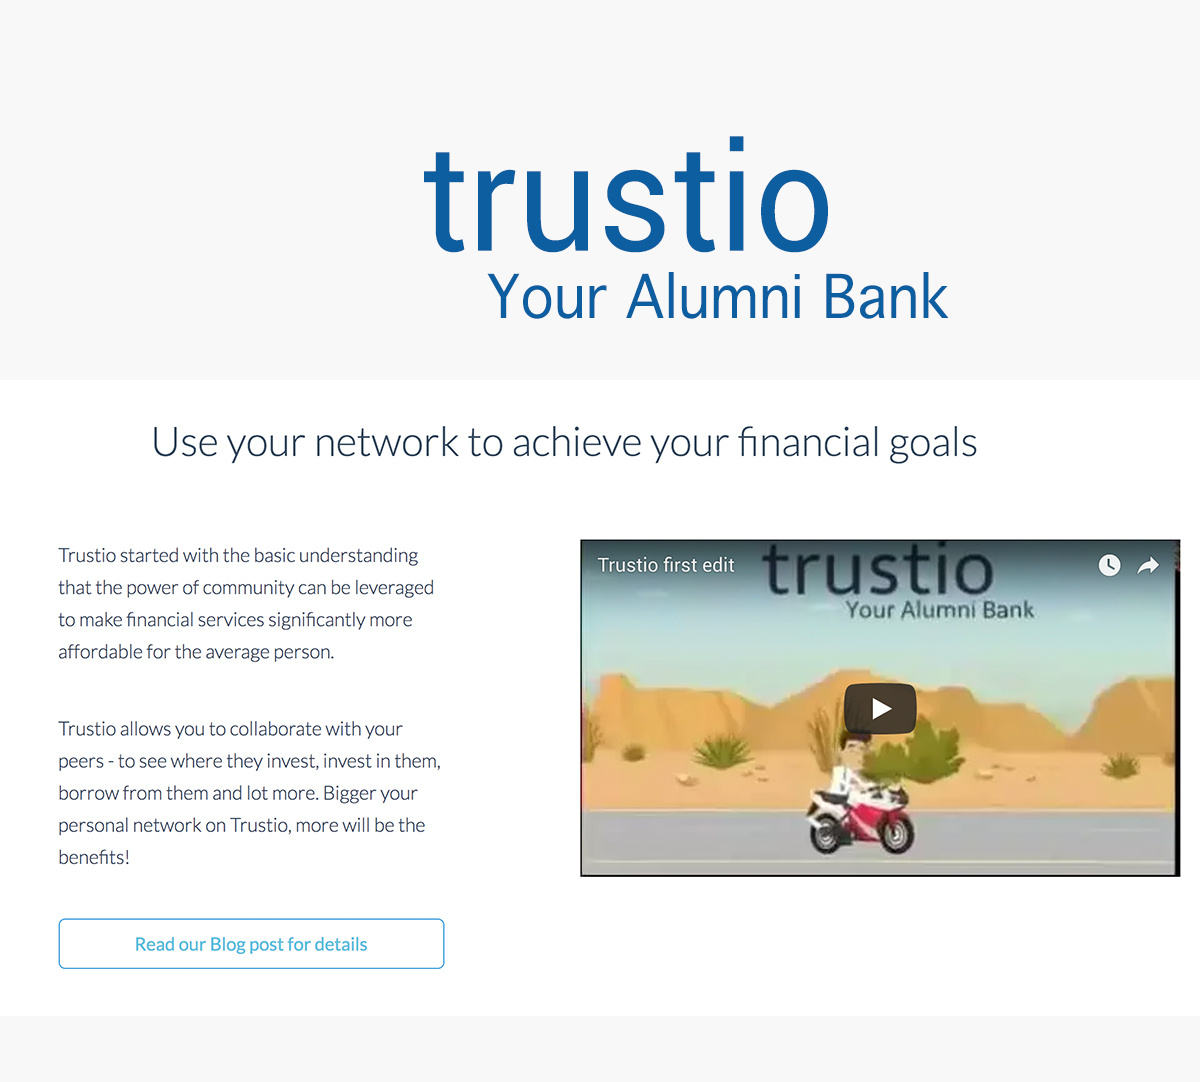 trustio
Your Alumni Bank
Use your network to achieve your financial goals
Trustio started with the basic understanding
that the power of community can be leveraged
to make financial services significantly more
affordable for the average person.
Trustio allows you to collaborate with your
peers - to see where they invest, invest in them,
borrow from them and lot more. Bigger your
personal network on Trustio, more will be the
benefits!
Read our Blog post for details
Trustio first edit
trustio
Your Alumni Bank